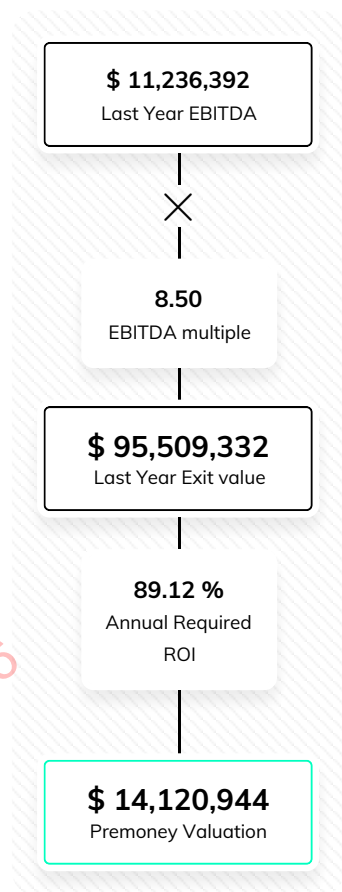 $ 11,236,392
Last Year EBITDA
8.50
EBITDA multiple
$ 95,509,332
Last Year Exit value
89.12 %
Annual Required
ROI
$ 14,120,944
Premoney Valuation